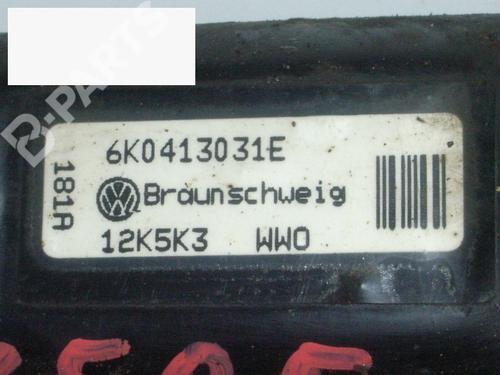 B-PARTS
6K0413031E
181A
Braunschweig
12K5K3 WWO